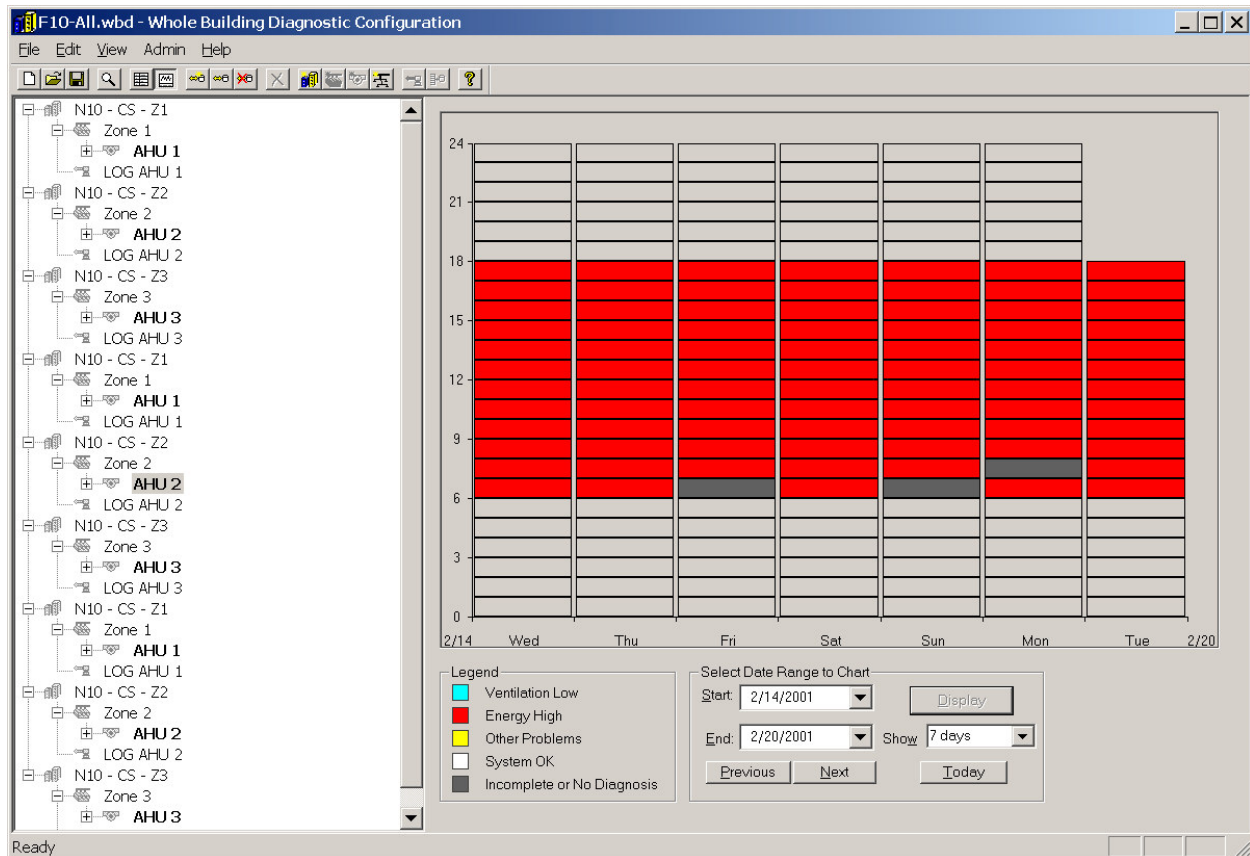 F10-All.wbd - Whole Building Diagnostic Configuration
File Edit View Admin Help
N10 - CS - Z1
Zone 1
AHU 1
LOG AHU 1
N10 - CS - Z2
Zone 2
AHU 2
LOG AHU 2
N10 - CS - Z3
Zone 3
AHU 3
LOG AHU 3
N10 - CS - Z1
Zone 1
AHU 1
LOG AHU 1
N10 - CS - Z2
Zone 2
AHU 2
LOG AHU 2
N10 - CS - Z3
Zone 3
AHU 3
LOG AHU 3
N10 - CS - Z1
Zone 1
AHU 1
LOG AHU 1
N10 - CS - Z2
Zone 2
AHU 2
LOG AHU 2
N10 - CS - Z3
Zone 3
AHU 3
24
21
18
15
12
9
6
3
0
2/14 Wed Thu Fri Sat Sun Mon Tue 2/20
Legend
Ventilation Low
Energy High
Other Problems
System OK
Incomplete or No Diagnosis
Select Date Range to Chart
Start: 2/14/2001 Display
End: 2/20/2001 Show 7 days
Previous Next Today
Ready